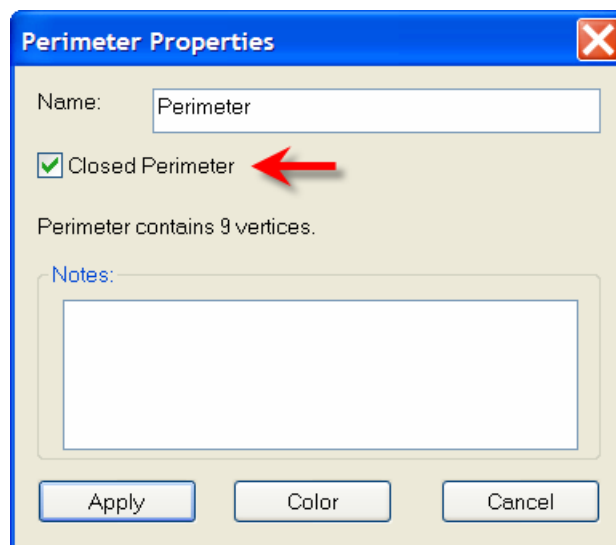 Perimeter Properties
Name: Perimeter
Closed Perimeter
Perimeter contains 9 vertices.
Notes:
Apply Color Cancel